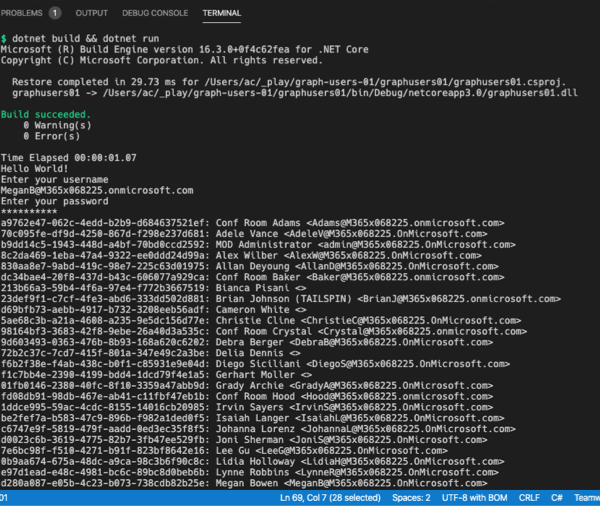 PROBLEMS 1 OUTPUT DEBUG CONSOLE TERMINAL
$ dotnet build && dotnet run
Microsoft (R) Build Engine version 16.3.0+0f4c62fea for .NET Core
Copyright (C) Microsoft Corporation. All rights reserved.
Restore completed in 29.73 ms for /Users/ac/_play/graph-users-01/graphusers01/graphusers01.csproj.
graphusers01 -> /Users/ac/_play/graph-users-01/graphusers01/bin/Debug/netcoreapp3.0/graphusers01.dll
Build succeeded.
0 Warning(s)
0 Error(s)
Time Elapsed 00:00:01.07
Hello World!
Enter your username
MeganB@M365x068225.onmicrosoft.com
Enter your password
**********
a9762e47-062c-4edd-b2b9-d684637521ef: Conf Room Adams <Adams@M365x068225.onmicrosoft.com>
70c095fe-df9d-4250-867d-f298e237d681: Adele Vance <AdeleV@M365x068225.OnMicrosoft.com>
b9dd14c5-1943-448d-a4bf-70bd0ccd2592: MOD Administrator <admin@M365x068225.onmicrosoft.com>
8c2da469-1eba-47a4-9322-ee0ddd24d99a: Alex Wilber <AlexW@M365x068225.OnMicrosoft.com>
830aa8e7-9abd-419c-98e7-225c63d01975: Allan Deyoung <AllanD@M365x068225.OnMicrosoft.com>
dc34bae4-20f8-437d-b43c-606077a929ca: Conf Room Baker <Baker@M365x068225.onmicrosoft.com>
213b66a3-59b4-4f6a-97e4-f772b3667519: Bianca Pisani <>
23def9f1-c7cf-4fe3-abd6-333dd502d881: Brian Johnson (TAILSPIN) <BrianJ@M365x068225.onmicrosoft.com>
d69bfb73-aebb-4917-b732-3208eeb56adf: Cameron White <>
5ae68c3b-a21a-4608-a235-9e5dc156d77e: Christie Cline <ChristieC@M365x068225.OnMicrosoft.com>
98164bf3-3683-42f8-9ebe-26a40d3a535c: Conf Room Crystal <Crystal@M365x068225.onmicrosoft.com>
9d603493-0363-476b-8b93-168a620c6202: Debra Berger <DebraB@M365x068225.OnMicrosoft.com>
72b2c37c-7cd7-415f-801a-347e49c2a3be: Delia Dennis <>
f6b2f38e-f4ab-438c-b0f1-c85931e9e04d: Diego Siciliani <DiegoS@M365x068225.OnMicrosoft.com>
f1c7bb4e-2390-4199-bdd4-1dcd79f4e1a5: Gerhart Moller <>
01fb0146-2380-40fc-8f10-3359a47abb9d: Grady Archie <GradyA@M365x068225.OnMicrosoft.com>
fd08db91-98db-467e-ab41-c11fbf47eb1b: Conf Room Hood <Hood@M365x068225.onmicrosoft.com>
1ddce995-59ac-4cdc-8155-14016cb20985: Irvin Sayers <IrvinS@M365x068225.OnMicrosoft.com>
be2fef7a-b583-47c9-896b-f982a1ded0f5: Isaiah Langer <IsaiahL@M365x068225.OnMicrosoft.com>
c6747e9f-5819-479f-aadd-0ed3ec35f8f5: Johanna Lorenz <JohannaL@M365x068225.OnMicrosoft.com>
d0023c6b-3619-4775-82b7-3fb47ee529fb: Joni Sherman <JoniS@M365x068225.OnMicrosoft.com>
7e6bc98f-f510-4271-b91f-823bf8642e16: Lee Gu <LeeG@M365x068225.OnMicrosoft.com>
0b9aa674-675a-48dc-a9ca-98c3b6f90c8c: Lidia Holloway <LidiaH@M365x068225.OnMicrosoft.com>
e97d1ead-e48c-4981-bc6c-89bc8d0beb6b: Lynne Robbins <LynneR@M365x068225.OnMicrosoft.com>
d280a087-e05b-4c23-b073-738cdb82b25e: Megan Bowen <MeganB@M365x068225.OnMicrosoft.com>
01 Ln 69, Col 7 (28 selected) Spaces: 2 UTF-8 with BOM CRLF C# Teamw